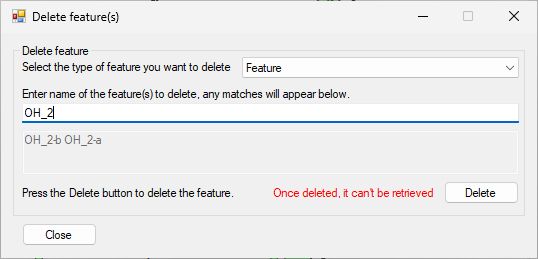 Delete feature(s)
Delete feature
Select the type of feature you want to delete Feature
Enter name of the feature(s) to delete, any matches will appear below.
OH_2
OH_2-b OH_2-a
Press the Delete button to delete the feature. Once deleted, it can't be retrieved Delete
Close